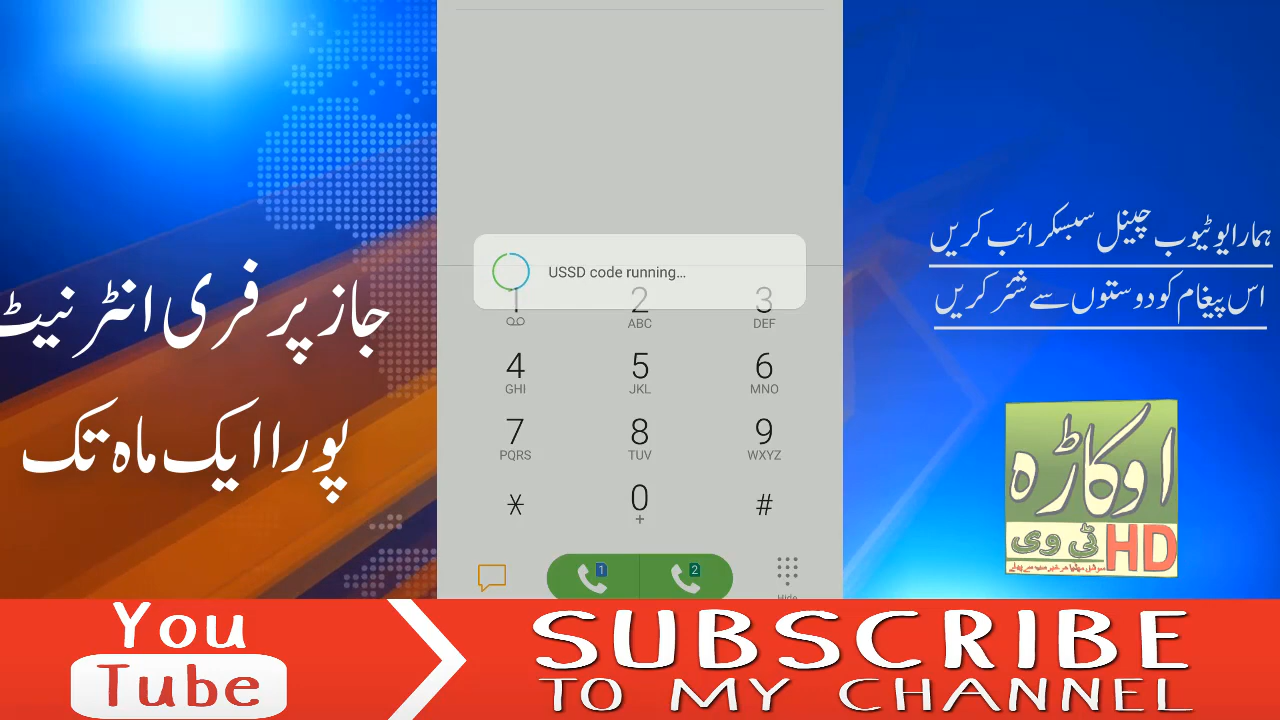 جاز پر فری انٹرنیٹ
پورا ایک ماہ تک
USSD code running...
1
2 ABC
3 DEF
4 GHI
5 JKL
6 MNO
7 PQRS
8 TUV
9 WXYZ
*
0 +
#
1
2
Hide
ہمارا یوٹیوب چینل سبسکرائب کریں
اس پیغام کو دوستوں سے شئر کریں
اوکاڑہ
ٹی وی HD
You
Tube
SUBSCRIBE
TO MY CHANNEL